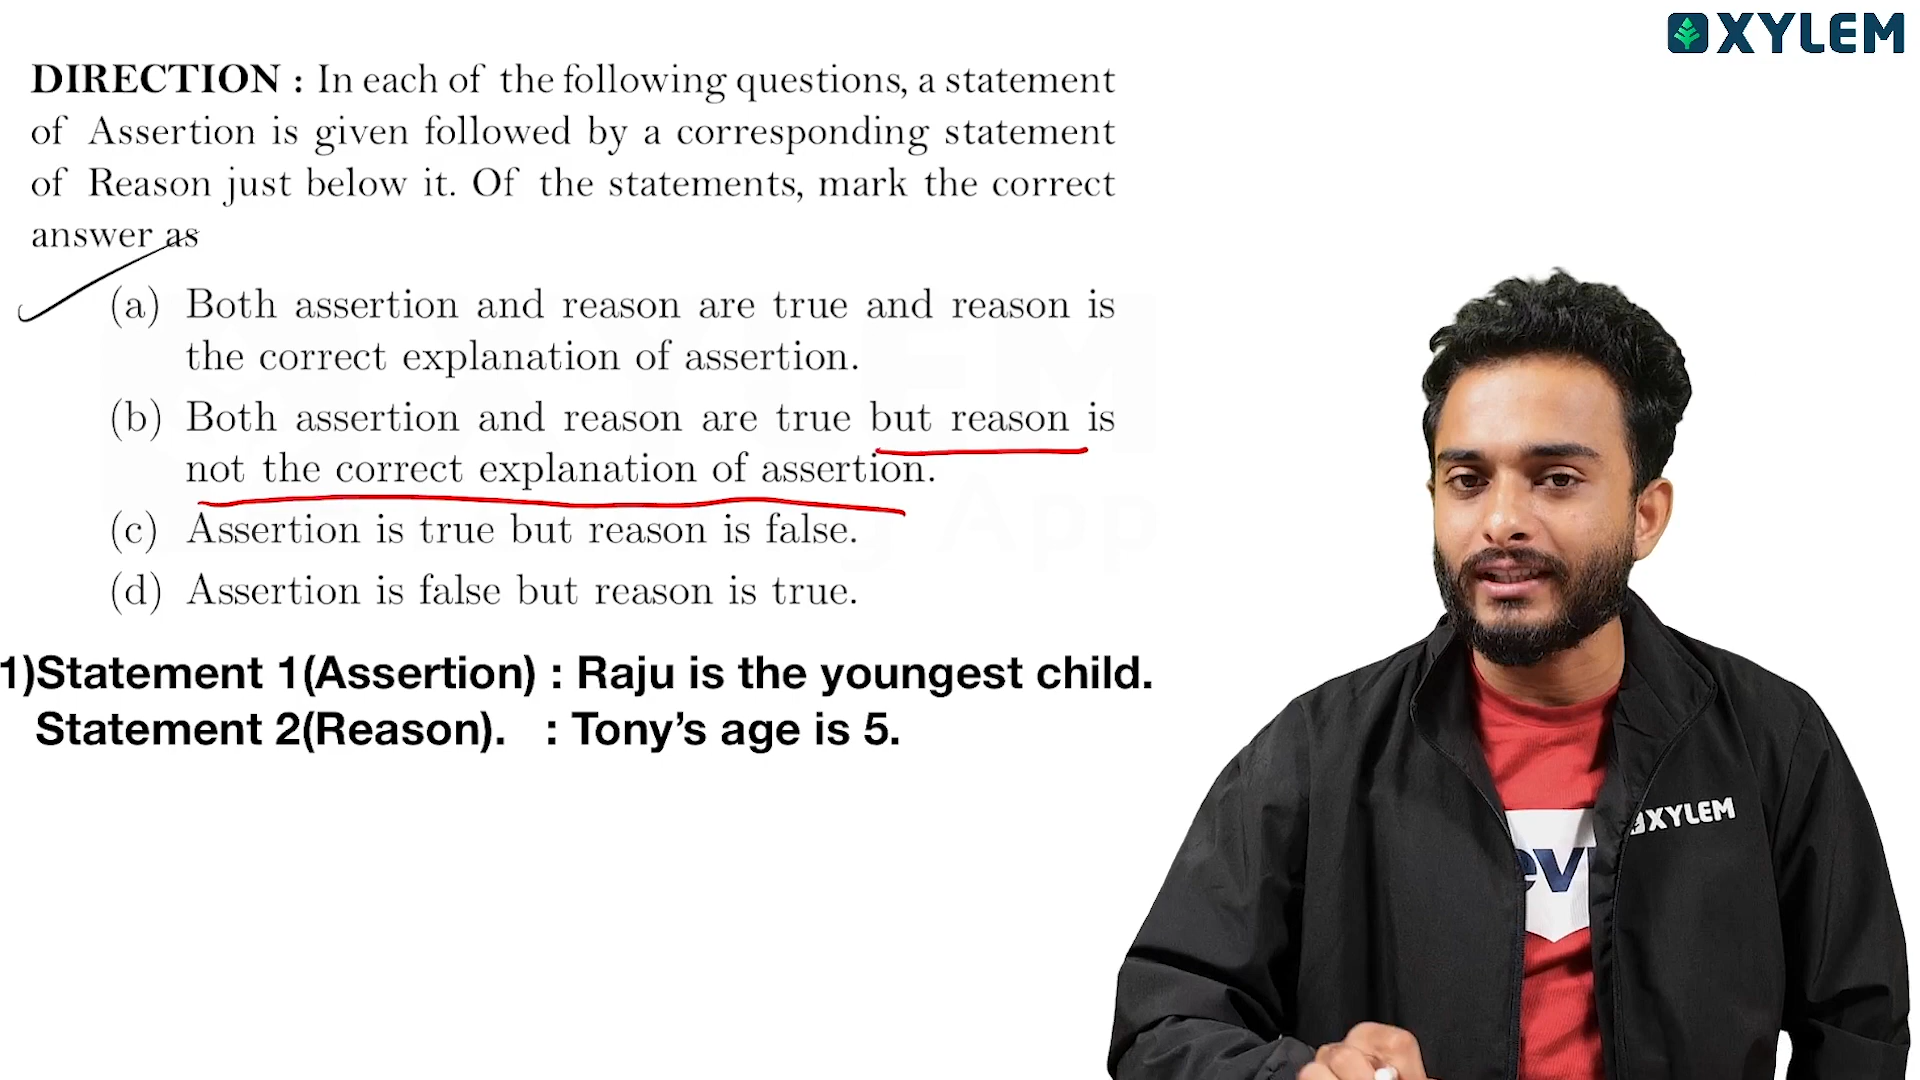 XYLEM
DIRECTION : In each of the following questions, a statement
of Assertion is given followed by a corresponding statement
of Reason just below it. Of the statements, mark the correct
answer as
(a) Both assertion and reason are true and reason is
the correct explanation of assertion.
(b) Both assertion and reason are true but reason is
not the correct explanation of assertion.
(c) Assertion is true but reason is false.
(d) Assertion is false but reason is true.
1)Statement 1(Assertion) : Raju is the youngest child.
Statement 2(Reason). : Tony’s age is 5.
App
XYLEM